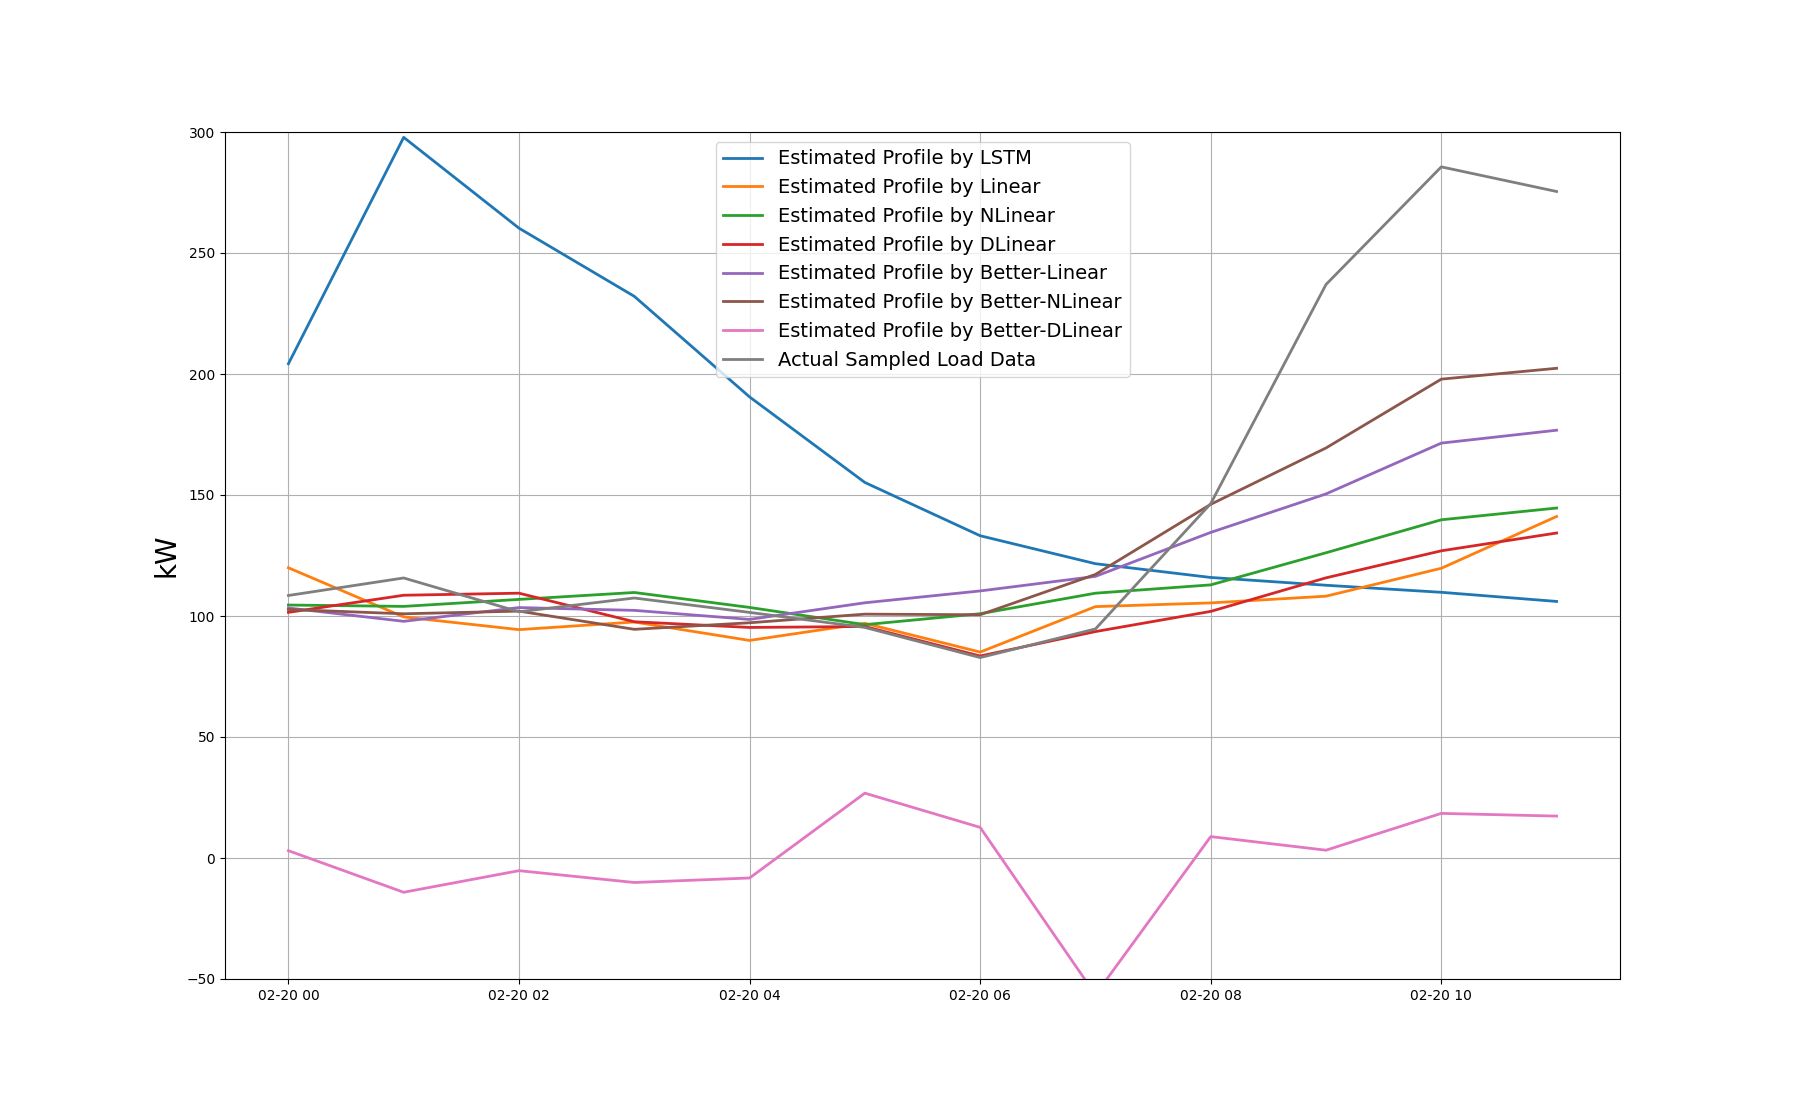 300
250
200
150
100
50
0
−50
kW
Estimated Profile by LSTM
Estimated Profile by Linear
Estimated Profile by NLinear
Estimated Profile by DLinear
Estimated Profile by Better-Linear
Estimated Profile by Better-NLinear
Estimated Profile by Better-DLinear
Actual Sampled Load Data
02-20 00 02-20 02 02-20 04 02-20 06 02-20 08 02-20 10